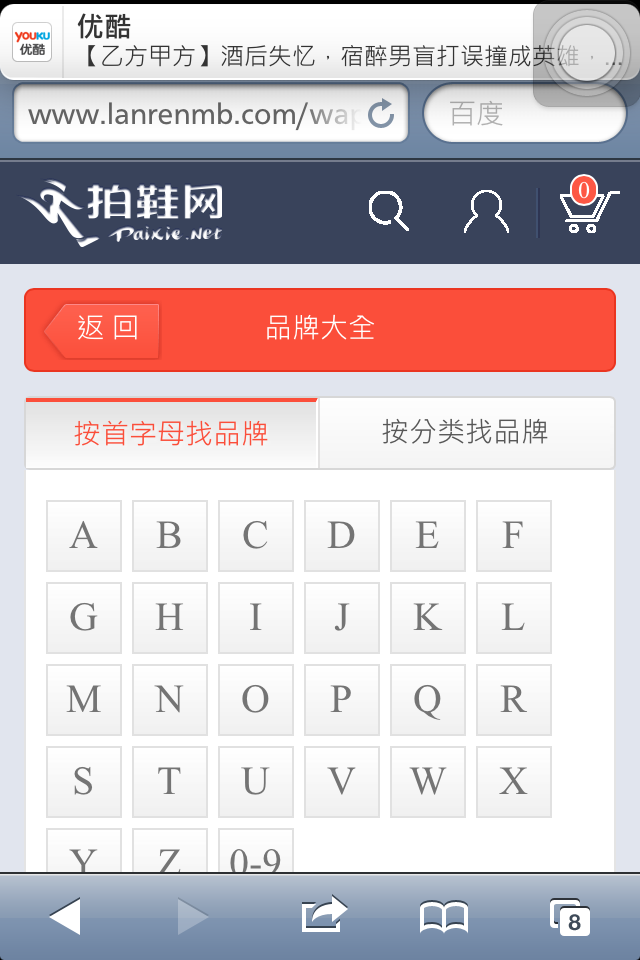 YOUKU
优酷
优酷
【乙方甲方】酒后失忆，宿醉男盲打误撞成英雄，...
www.lanrenmb.com/wap
百度
拍鞋网
Paixie.Net
0
返 回
品牌大全
按首字母找品牌
按分类找品牌
A B C D E F
G H I J K L
M N O P Q R
S T U V W X
Y Z 0-9
8